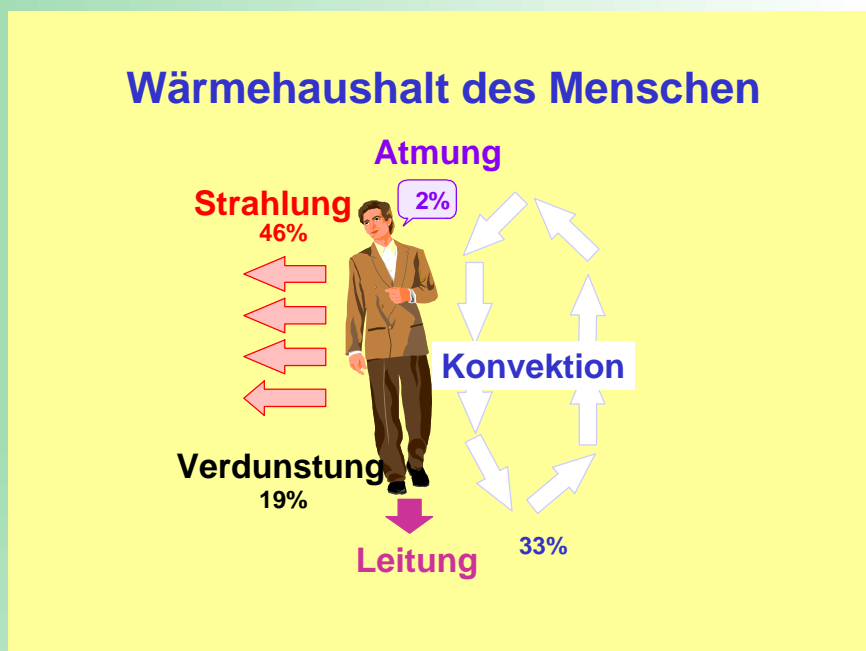 Wärmehaushalt des Menschen
Atmung
2%
Strahlung
46%
Konvektion
Verdunstung
19%
33%
Leitung